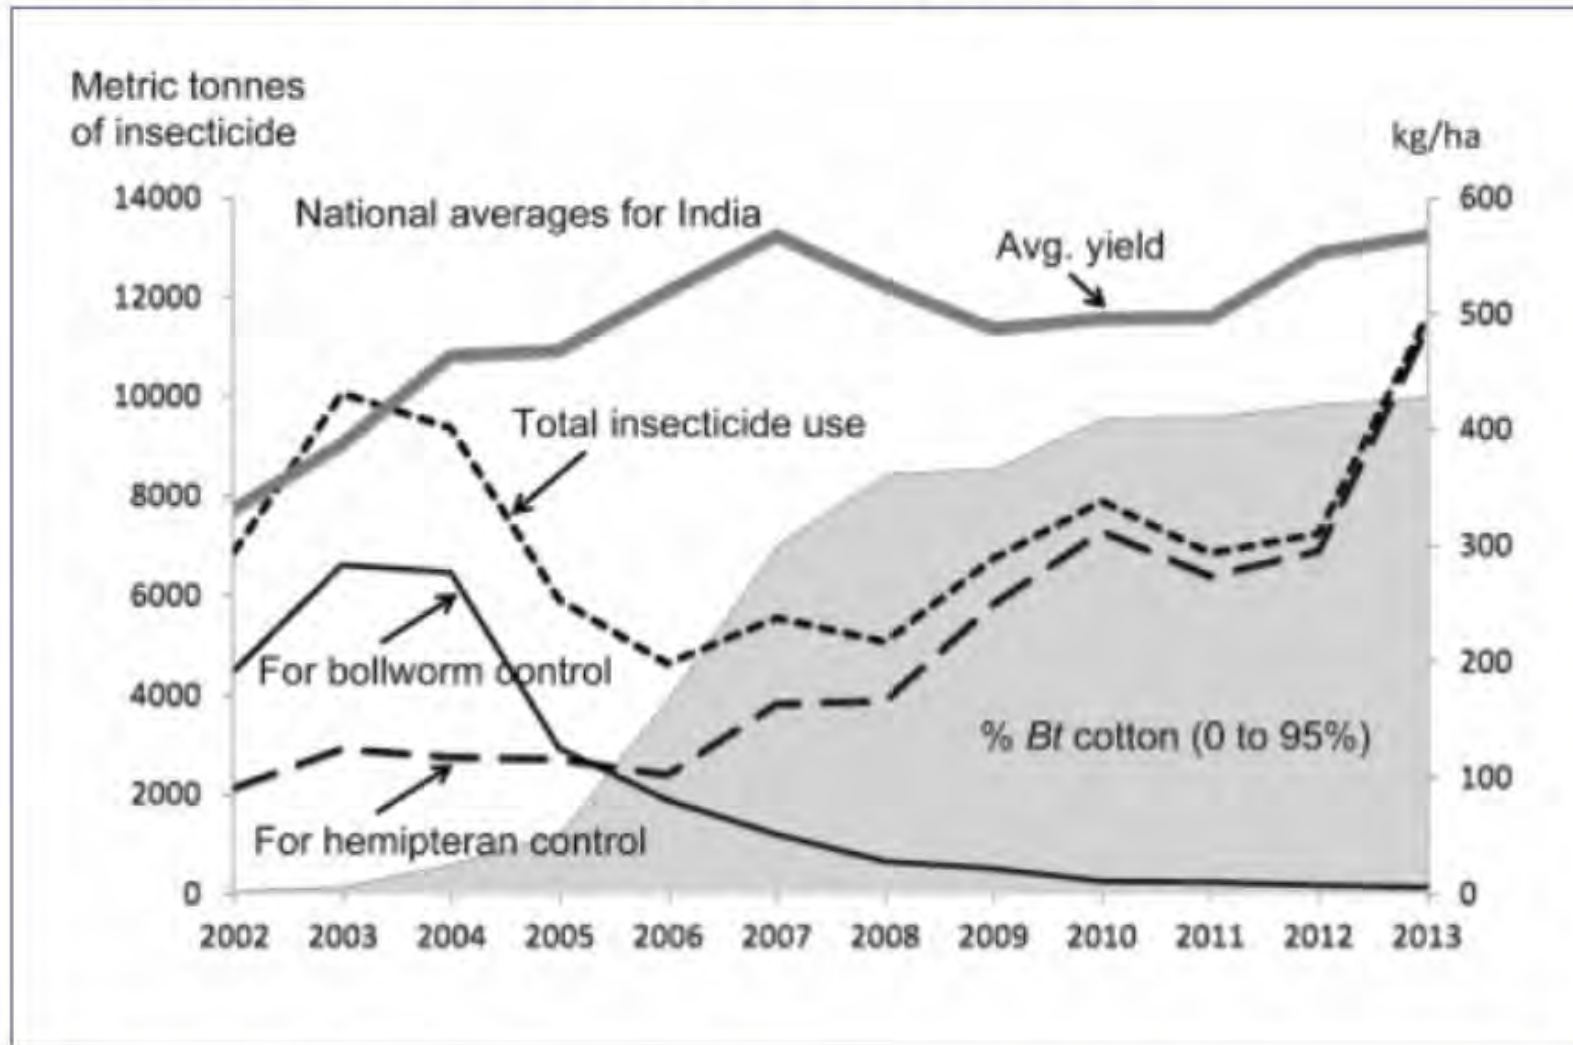 Metric tonnes
of insecticide
kg/ha
14000
600
National averages for India
Avg. yield
12000
500
10000
Total insecticide use
400
8000
300
6000
For bollworm control
200
4000
% Bt cotton (0 to 95%)
100
2000
For hemipteran control
0
0
2002 2003 2004 2005 2006 2007 2008 2009 2010 2011 2012 2013